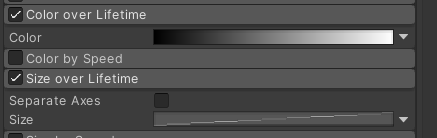 Color over Lifetime
Color
Color by Speed
Size over Lifetime
Separate Axes
Size